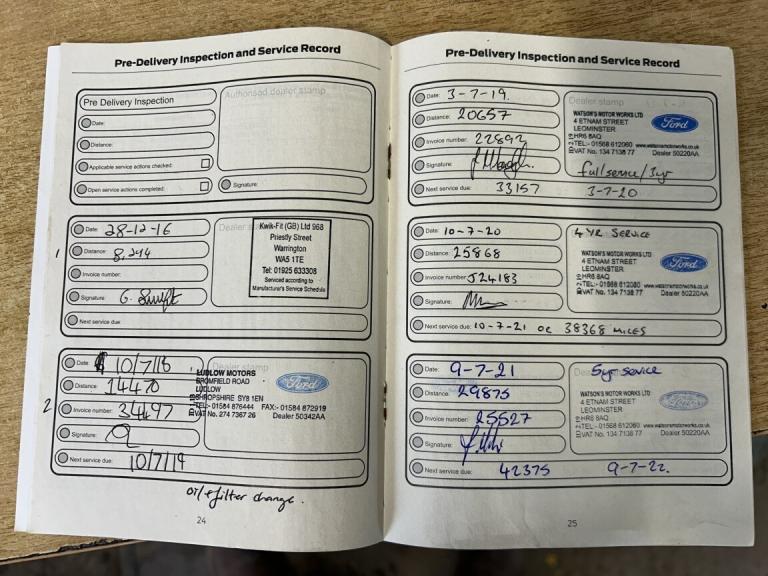 Pre-Delivery Inspection and Service Record
Pre Delivery Inspection
Authorised dealer stamp
Date:
Distance:
Applicable service actions checked:
Open service actions completed:
Signature:
1
Date: 28-12-16
Distance: 8,244
Invoice number:
Signature: G. Swift
Next service due:
Dealer
Kwik-Fit (GB) Ltd 968
Priestly Street
Warrington
WA5 1TE
Tel: 01925 633308
Serviced according to
Manufacturer's Service Schedule
2
Date: 10/7/18
Distance: 14470
Invoice number: 34497
Signature:
Next service due: 10/7/19
Dealer stamp
LUDLOW MOTORS
BROMFIELD ROAD
LUDLOW
SHROPSHIRE SY8 1EN
TEL:- 01584 876444 FAX:- 01584 872919
VAT No. 274 7367 26 Dealer 50342AA
Ford
oil & filter change.
24
Pre-Delivery Inspection and Service Record
Date: 3-7-19.
Distance: 20657
Invoice number: 22892
Signature:
Next service due: 33157 3-7-20
Dealer stamp
WATSON'S MOTOR WORKS LTD
4 ETNAM STREET
LEOMINSTER
HR6 8AQ
TEL:- 01568 612060 www.watsonsmotorworks.co.uk
VAT No. 134 7138 77 Dealer 50220AA
Ford
full service/3yr
Date: 10-7-20
Distance: 25868
Invoice number: J24183
Signature:
Next service due: 10-7-21 or 38368 MILES
4 YR SERVICE
WATSON'S MOTOR WORKS LTD
4 ETNAM STREET
LEOMINSTER
HR6 8AQ
TEL:- 01568 612060 www.watsonsmotorworks.co.uk
VAT No. 134 7138 77 Dealer 50220AA
Ford
Date: 9-7-21
Distance: 29875
Invoice number: 25527
Signature:
Next service due: 42375 9-7-22.
Dealer stamp
5yr service
WATSON'S MOTOR WORKS LTD
4 ETNAM STREET
LEOMINSTER
HR6 8AQ
TEL:- 01568 612060 www.watsonsmotorworks.co.uk
VAT No. 134 7138 77 Dealer 50220AA
Ford
25